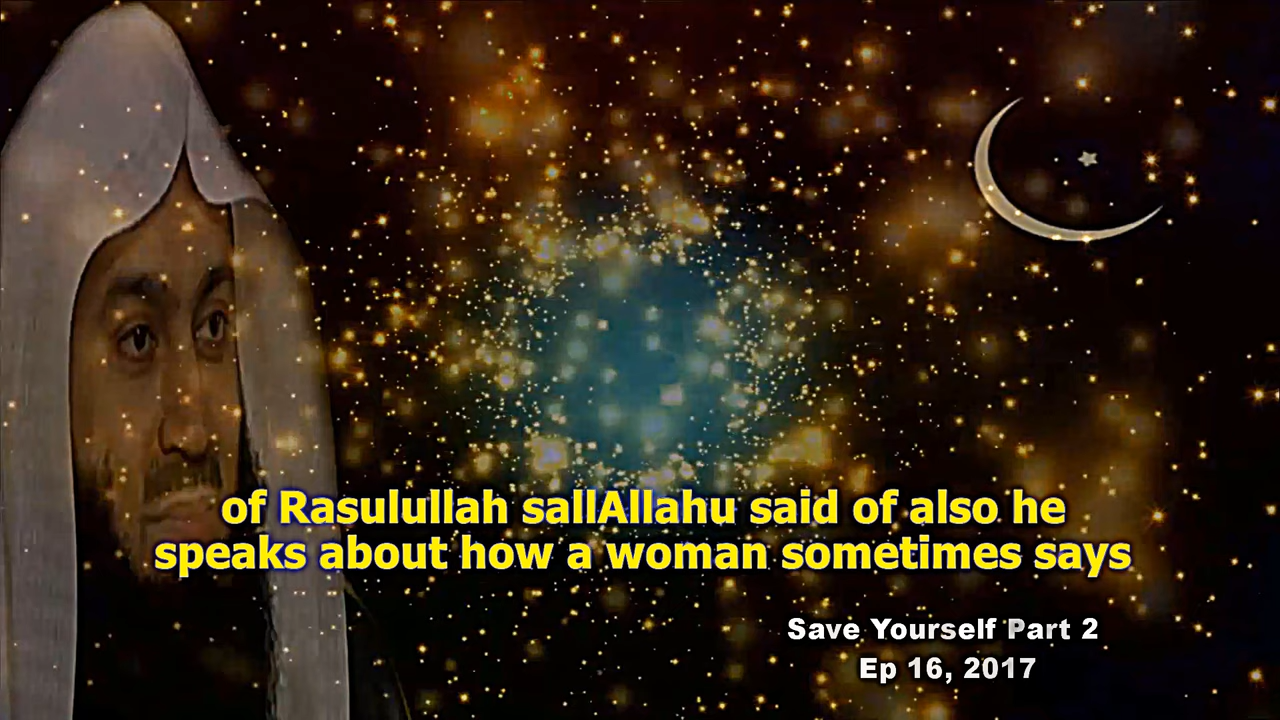 of Rasulullah sallAllahu said of also he
speaks about how a woman sometimes says
Save Yourself Part 2
Ep 16, 2017